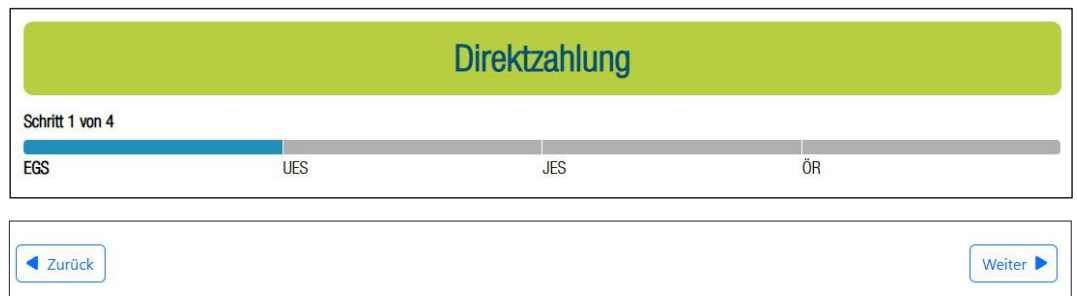 Direktzahlung
Schritt 1 von 4
EGS UES JES ÖR
Zurück Weiter